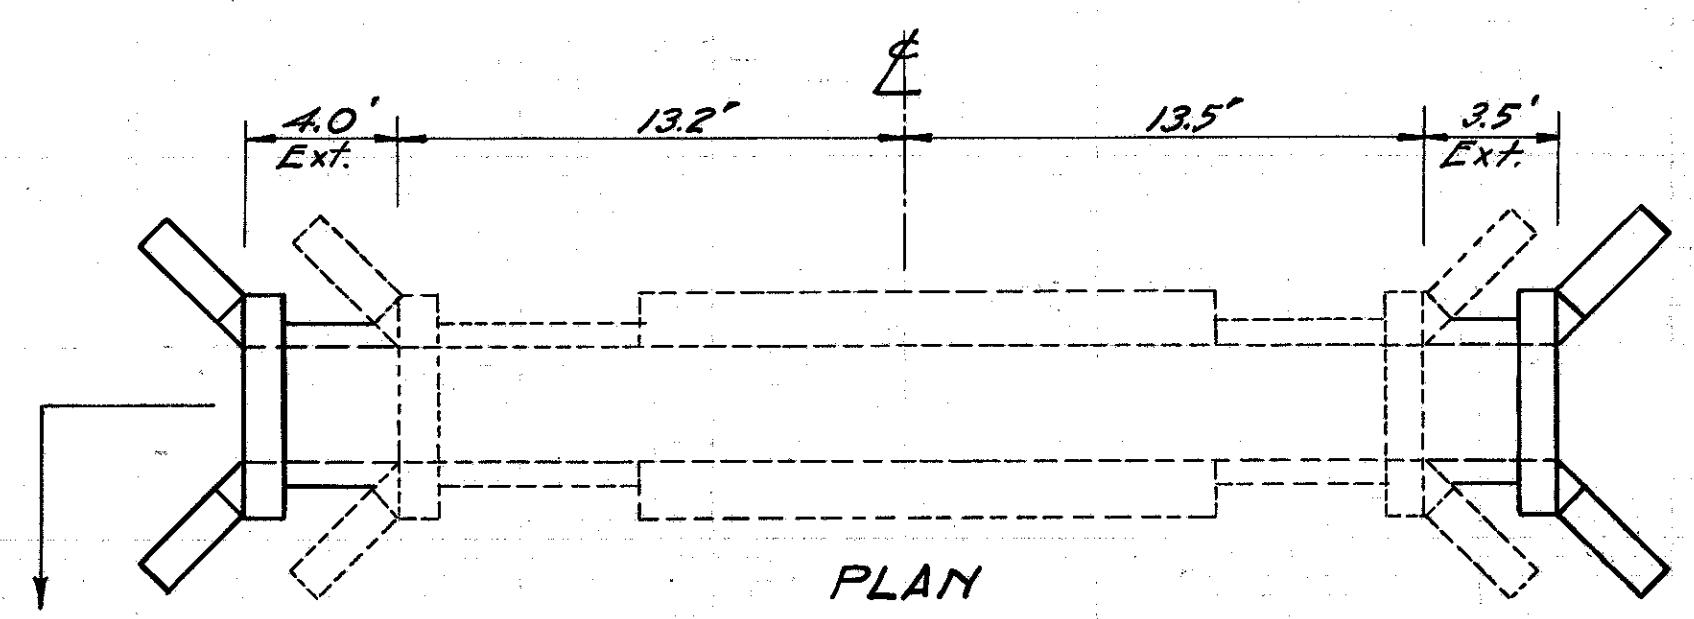 ℄
4.0'
Ext.
13.2'
13.5'
3.5'
Ext.
PLAN